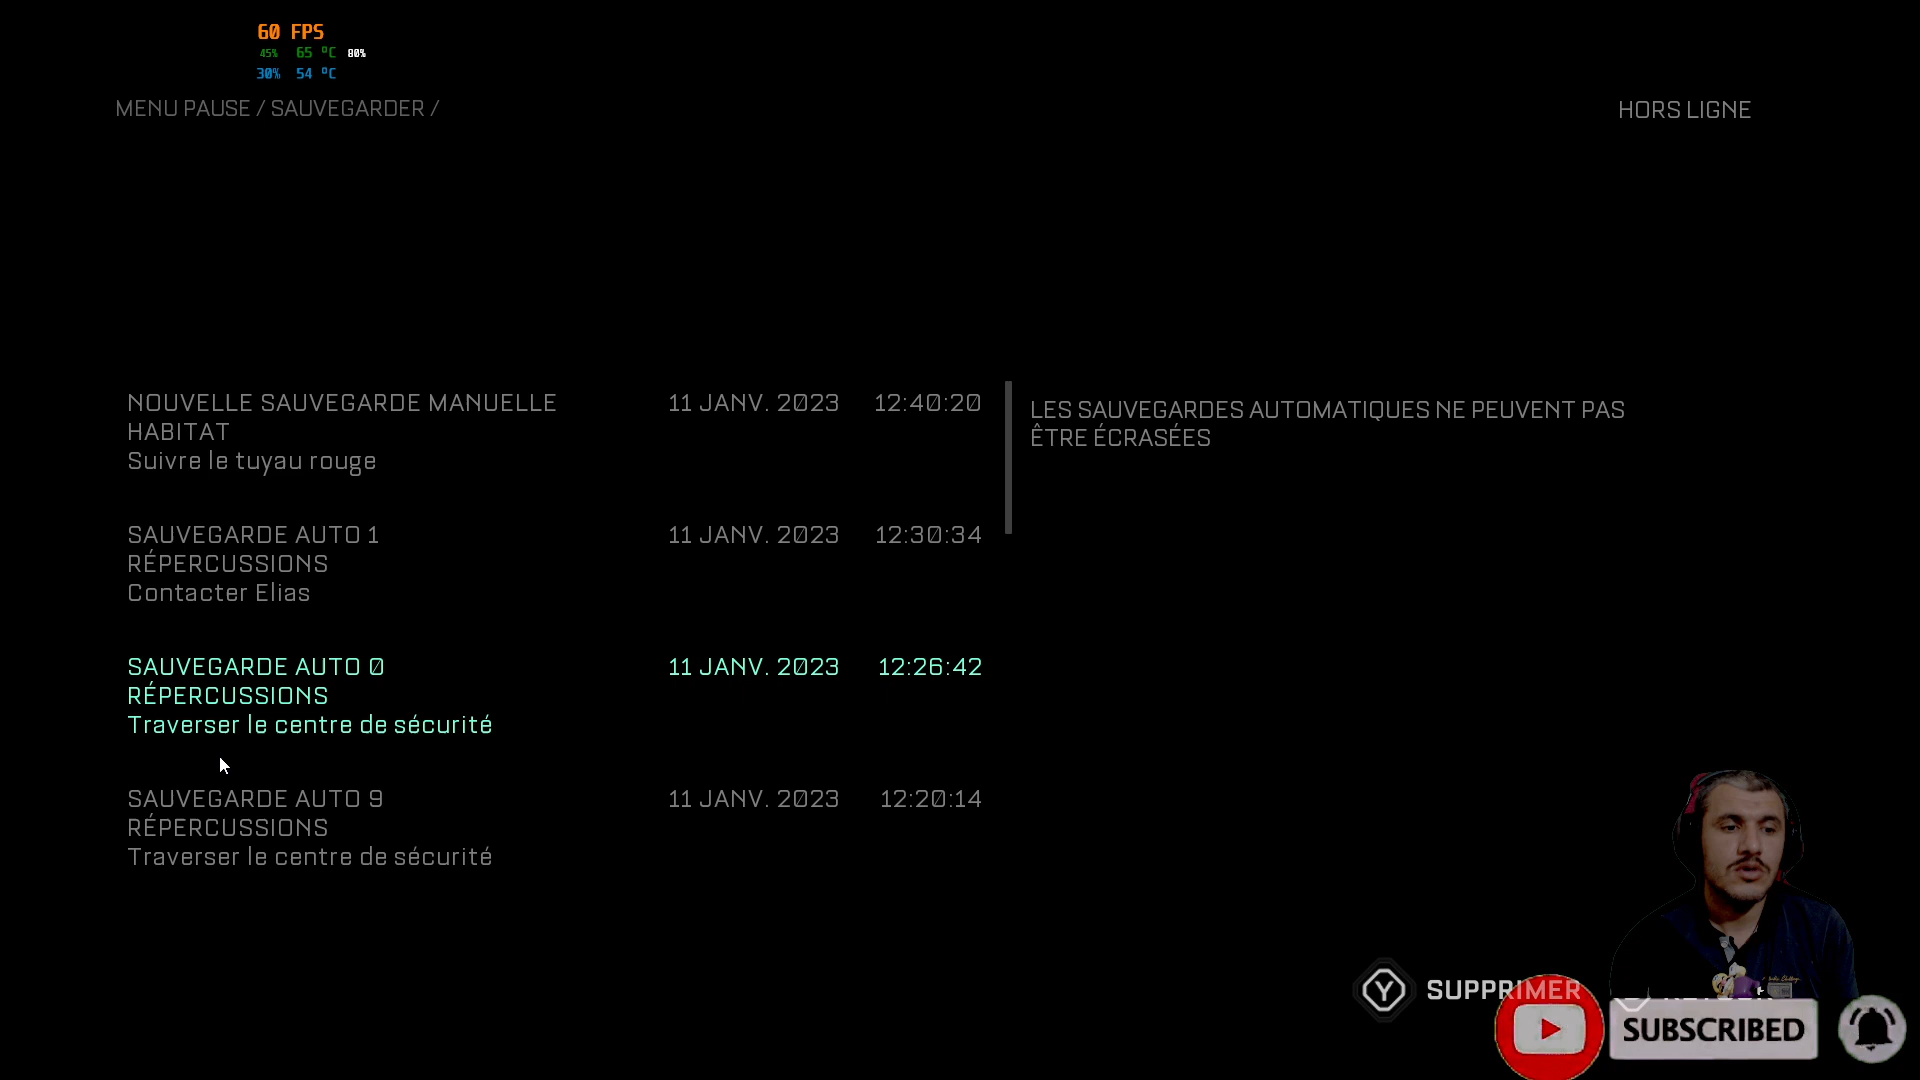 60 FPS
45% 65 °C 80%
30% 54 °C
MENU PAUSE / SAUVEGARDER /
HORS LIGNE
NOUVELLE SAUVEGARDE MANUELLE 11 JANV. 2023 12:40:20
HABITAT
Suivre le tuyau rouge
LES SAUVEGARDES AUTOMATIQUES NE PEUVENT PAS
ÊTRE ÉCRASÉES
SAUVEGARDE AUTO 1 11 JANV. 2023 12:30:34
RÉPERCUSSIONS
Contacter Elias
SAUVEGARDE AUTO 0 11 JANV. 2023 12:26:42
RÉPERCUSSIONS
Traverser le centre de sécurité
SAUVEGARDE AUTO 9 11 JANV. 2023 12:20:14
RÉPERCUSSIONS
Traverser le centre de sécurité
Y SUPPRIMER
SUBSCRIBED